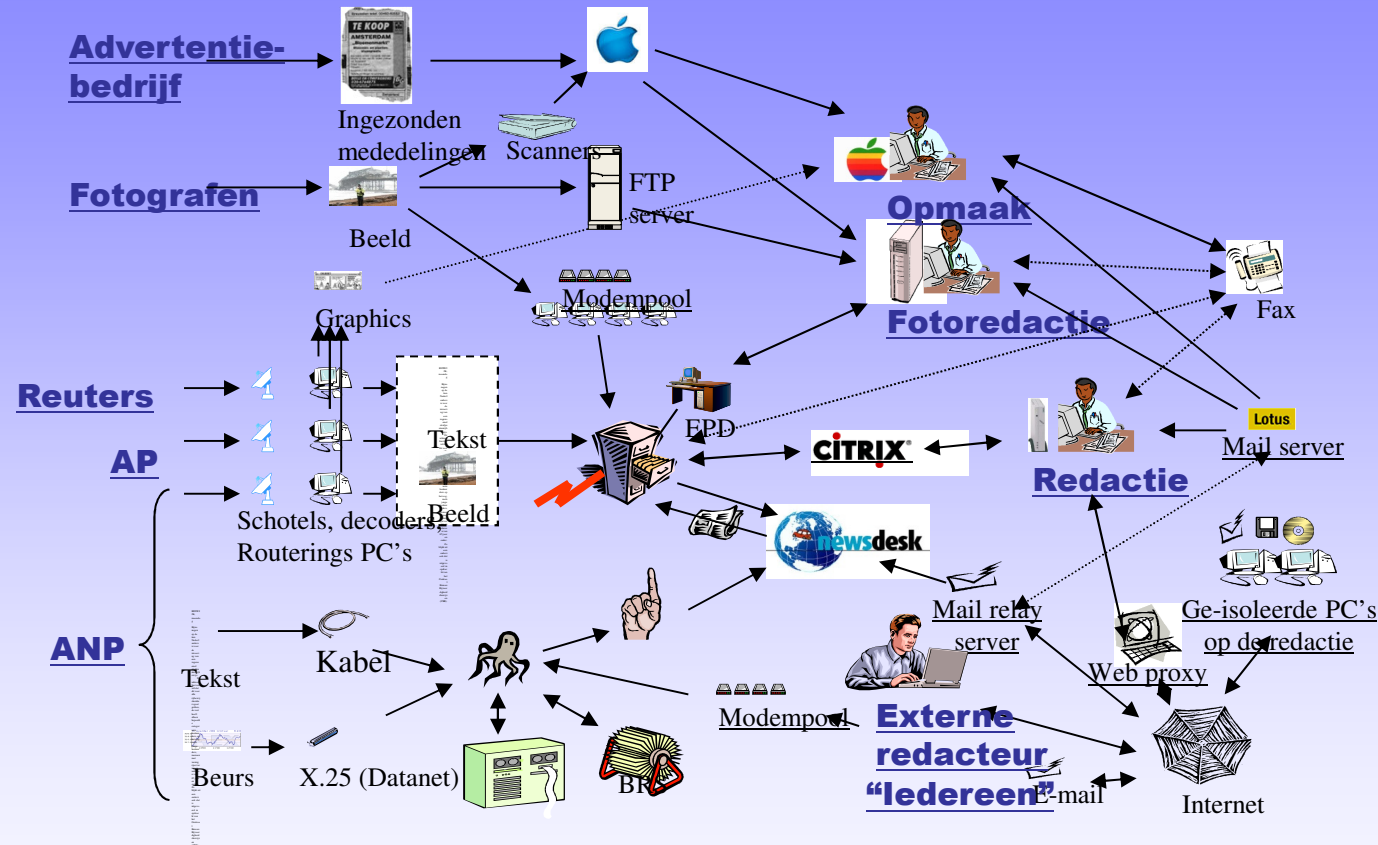 Advertentie-
bedrijf
TE KOOP
AMSTERDAM
Ingezonden
mededelingen
Scanners
FTP
server
Fotografen
Beeld
Opmaak
Modempool
Graphics
Fotoredactie
Fax
Reuters
AP
Tekst
Beeld
EPD
CITRIX
Lotus
Mail server
Redactie
Schotels, decoders,
Routerings PC's
newsdesk
Mail relay
server
Ge-isoleerde PC's
op de redactie
ANP
Kabel
Tekst
Web proxy
Modempool
Externe
redacteur
“Iedereen”
Beurs
X.25 (Datanet)
E-mail
Internet